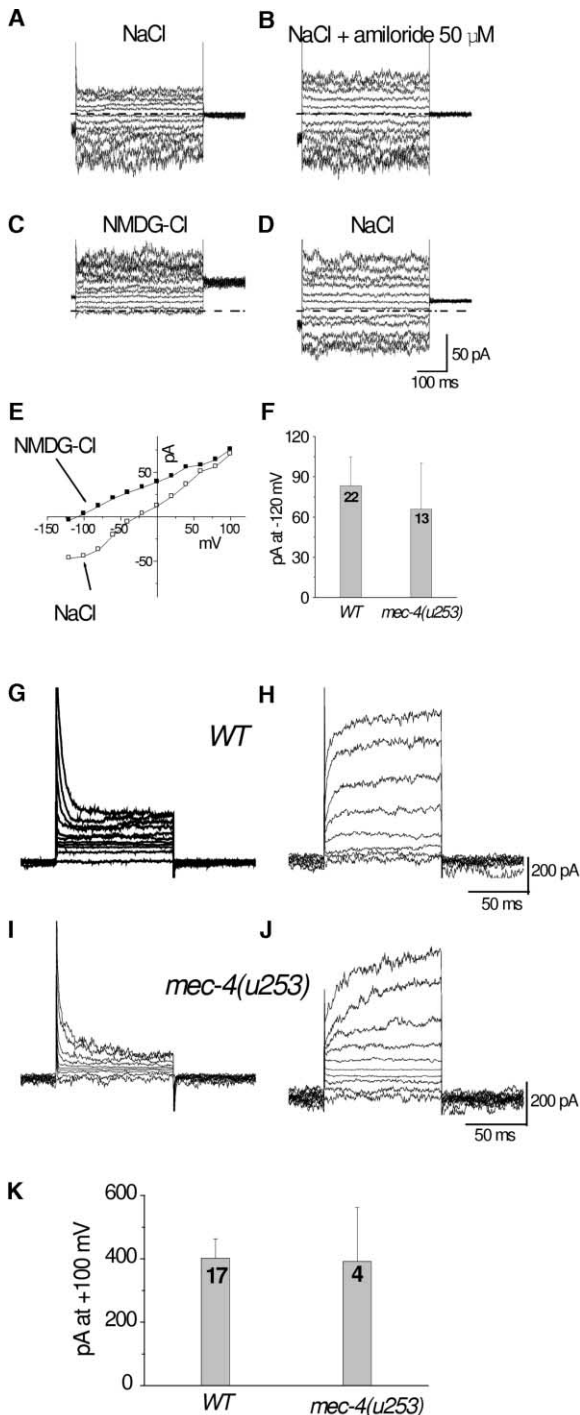 A
NaCl
B
NaCl + amiloride 50 μM
C
NMDG-Cl
D
NaCl
50 pA
100 ms
E
NMDG-Cl
pA
50
-150 -100 -50 0 50 100
mV
-50
NaCl
F
pA at -120 mV
120
90
60
30
0
22
13
WT
mec-4(u253)
G
WT
H
200 pA
50 ms
I
mec-4(u253)
J
200 pA
50 ms
K
pA at +100 mV
600
400
200
0
17
4
WT
mec-4(u253)